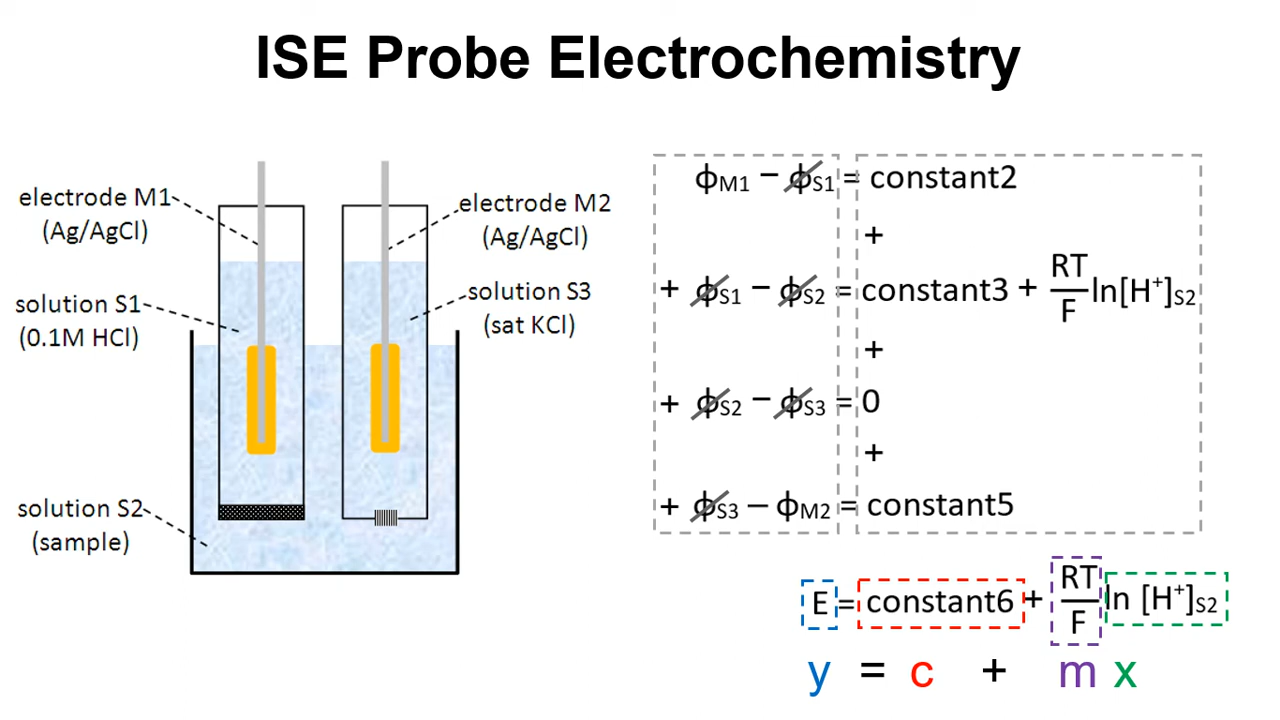 ISE Probe Electrochemistry
electrode M1
(Ag/AgCl)
solution S1
(0.1M HCl)
solution S2
(sample)
electrode M2
(Ag/AgCl)
solution S3
(sat KCl)
ϕM1 − ϕS1 = constant2
+
+ ϕS1 − ϕS2 = constant3 + RT/F ln[H⁺]S2
+
+ ϕS2 − ϕS3 = 0
+
+ ϕS3 − ϕM2 = constant5
E = constant6 + RT/F ln [H⁺]S2
y = c + m x